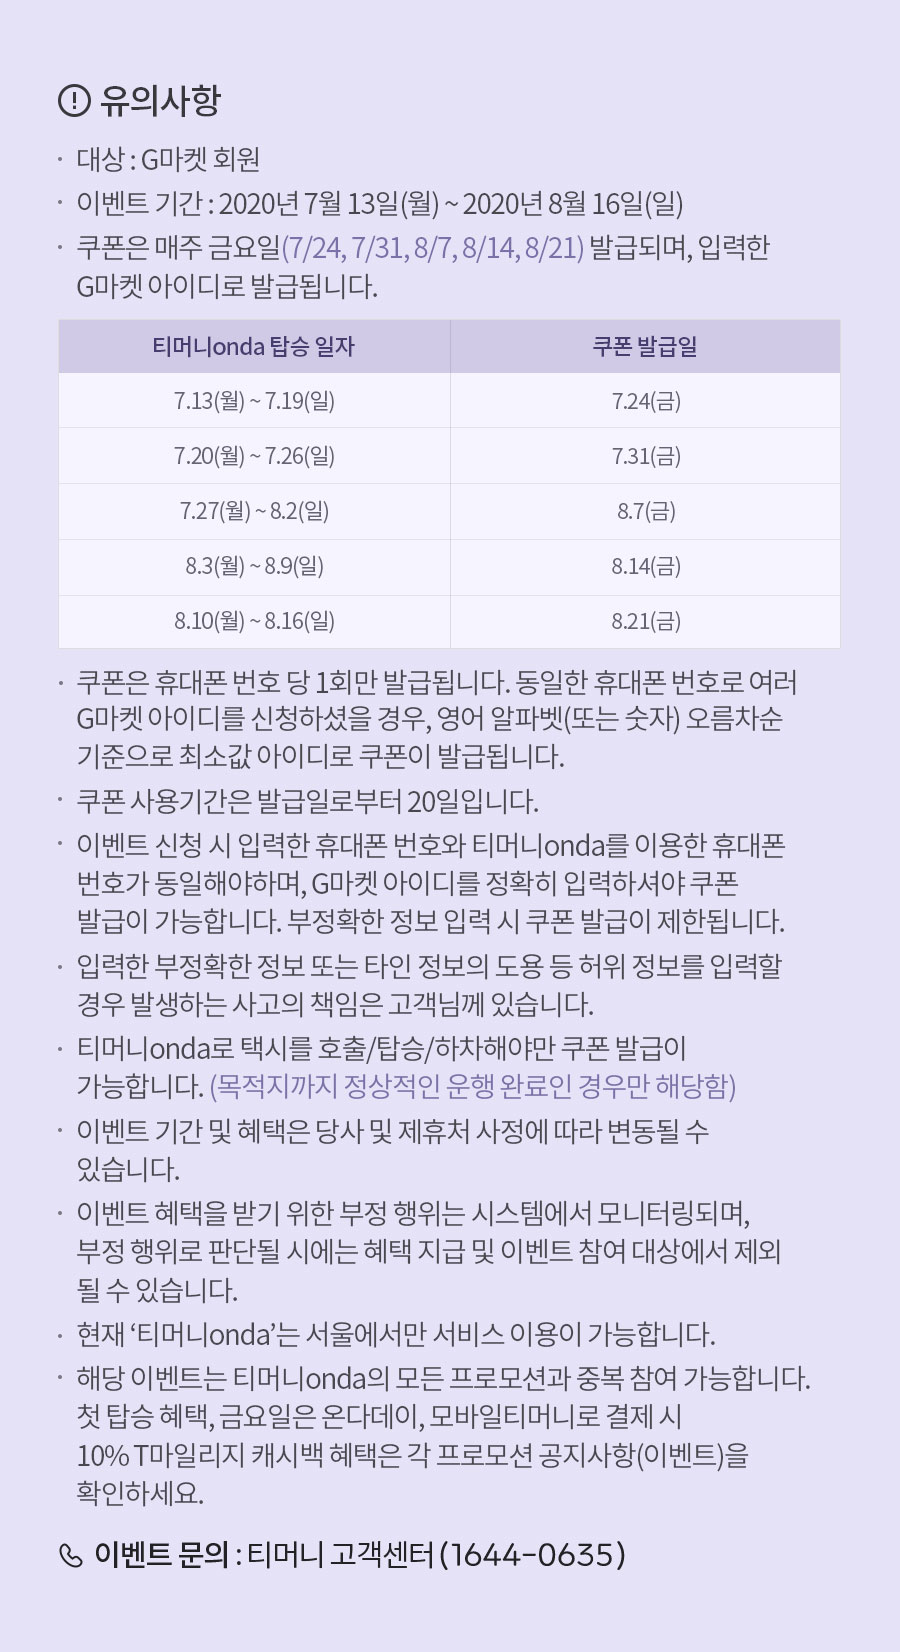 유의사항
· 대상 : G마켓 회원
· 이벤트 기간 : 2020년 7월 13일(월) ~ 2020년 8월 16일(일)
· 쿠폰은 매주 금요일(7/24, 7/31, 8/7, 8/14, 8/21) 발급되며, 입력한
G마켓 아이디로 발급됩니다.
티머니onda 탑승 일자 쿠폰 발급일
7.13(월) ~ 7.19(일) 7.24(금)
7.20(월) ~ 7.26(일) 7.31(금)
7.27(월) ~ 8.2(일) 8.7(금)
8.3(월) ~ 8.9(일) 8.14(금)
8.10(월) ~ 8.16(일) 8.21(금)
· 쿠폰은 휴대폰 번호 당 1회만 발급됩니다. 동일한 휴대폰 번호로 여러
G마켓 아이디를 신청하셨을 경우, 영어 알파벳(또는 숫자) 오름차순
기준으로 최소값 아이디로 쿠폰이 발급됩니다.
· 쿠폰 사용기간은 발급일로부터 20일입니다.
· 이벤트 신청 시 입력한 휴대폰 번호와 티머니onda를 이용한 휴대폰
번호가 동일해야하며, G마켓 아이디를 정확히 입력하셔야 쿠폰
발급이 가능합니다. 부정확한 정보 입력 시 쿠폰 발급이 제한됩니다.
· 입력한 부정확한 정보 또는 타인 정보의 도용 등 허위 정보를 입력할
경우 발생하는 사고의 책임은 고객님께 있습니다.
· 티머니onda로 택시를 호출/탑승/하차해야만 쿠폰 발급이
가능합니다. (목적지까지 정상적인 운행 완료인 경우만 해당함)
· 이벤트 기간 및 혜택은 당사 및 제휴처 사정에 따라 변동될 수
있습니다.
· 이벤트 혜택을 받기 위한 부정 행위는 시스템에서 모니터링되며,
부정 행위로 판단될 시에는 혜택 지급 및 이벤트 참여 대상에서 제외
될 수 있습니다.
· 현재 ‘티머니onda’는 서울에서만 서비스 이용이 가능합니다.
· 해당 이벤트는 티머니onda의 모든 프로모션과 중복 참여 가능합니다.
첫 탑승 혜택, 금요일은 온다데이, 모바일티머니로 결제 시
10% T마일리지 캐시백 혜택은 각 프로모션 공지사항(이벤트)을
확인하세요.
이벤트 문의 : 티머니 고객센터 (1644-0635)